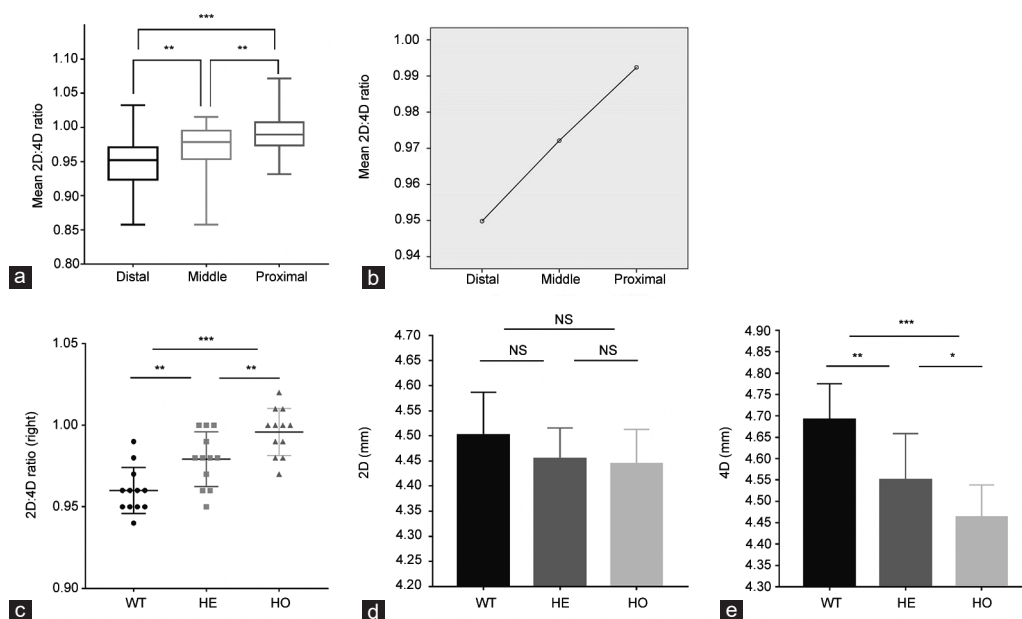 ***
**
**
Mean 2D:4D ratio
1.10
1.05
1.00
0.95
0.90
0.85
0.80
Distal
Middle
Proximal
a
Mean 2D:4D ratio
1.00
0.99
0.98
0.97
0.96
0.95
0.94
Distal
Middle
Proximal
b
***
**
**
2D:4D ratio (right)
1.05
1.00
0.95
0.90
WT
HE
HO
c
NS
NS
NS
2D (mm)
4.70
4.65
4.60
4.55
4.50
4.45
4.40
4.35
4.30
4.25
4.20
WT
HE
HO
d
***
**
*
4D (mm)
4.90
4.85
4.80
4.75
4.70
4.65
4.60
4.55
4.50
4.45
4.40
4.35
4.30
WT
HE
HO
e